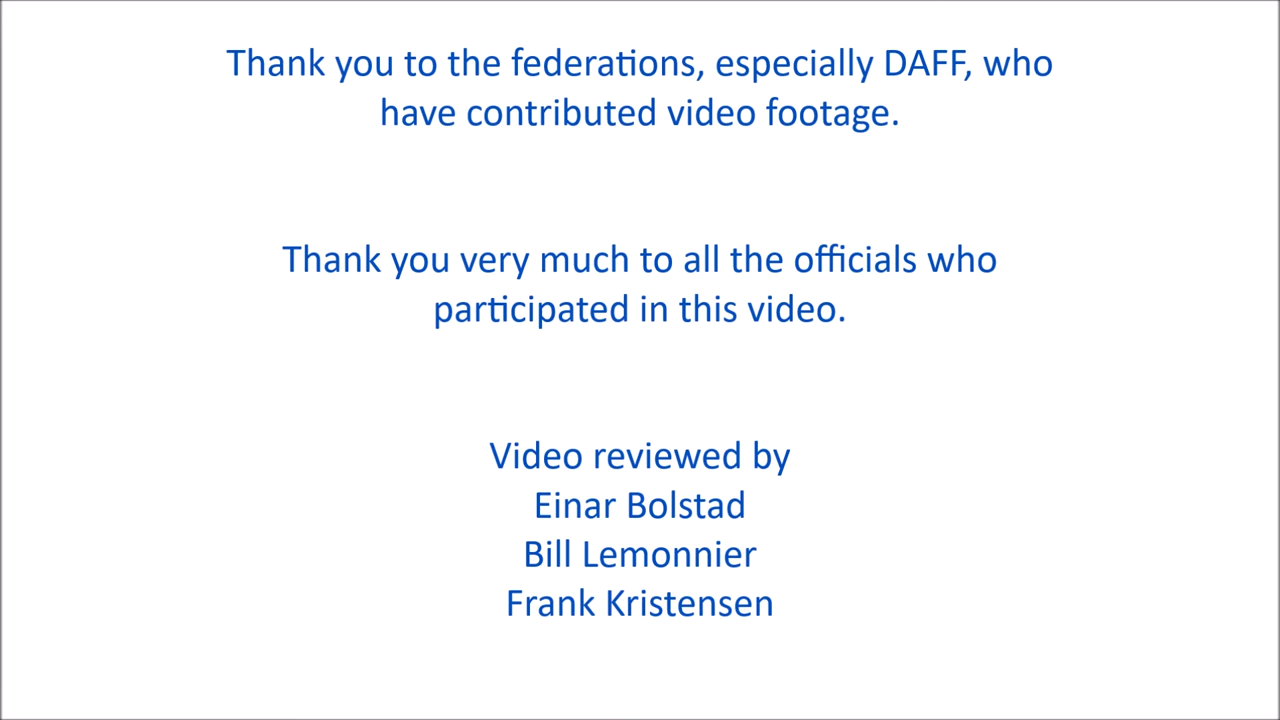 Thank you to the federations, especially DAFF, who
have contributed video footage.
Thank you very much to all the officials who
participated in this video.
Video reviewed by
Einar Bolstad
Bill Lemonnier
Frank Kristensen